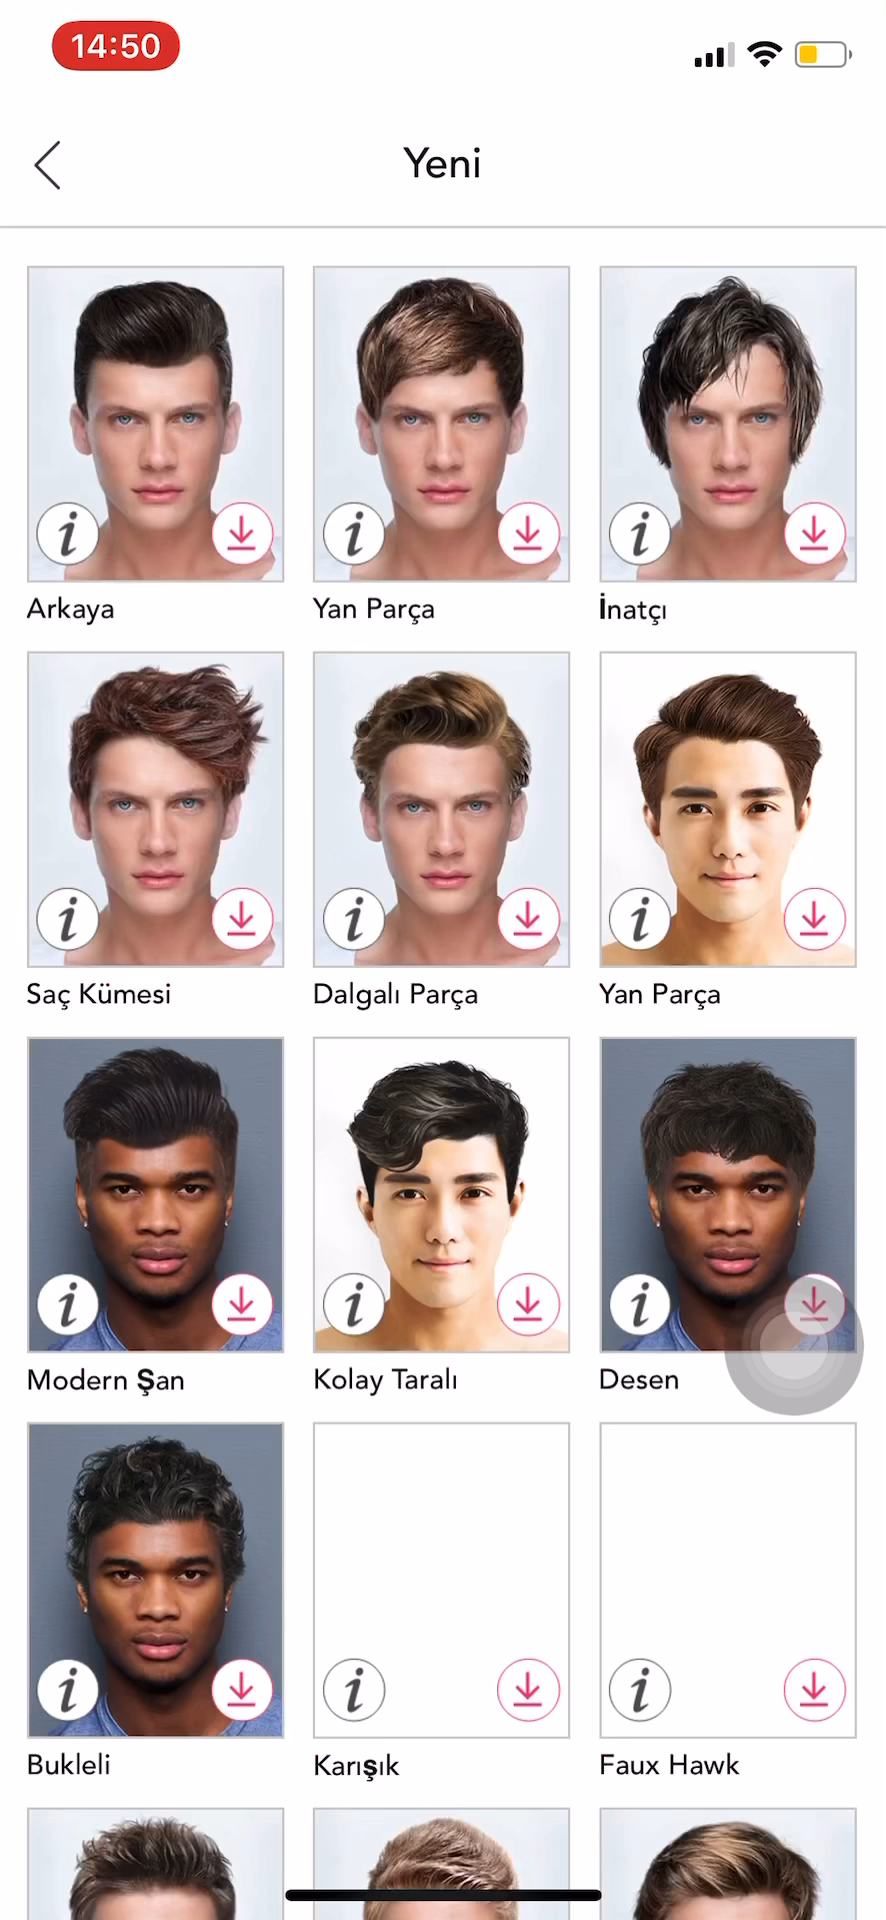 14:50
Yeni
Arkaya
Yan Parça
İnatçı
Saç Kümesi
Dalgalı Parça
Yan Parça
Modern Şan
Kolay Taralı
Desen
Bukleli
Karışık
Faux Hawk